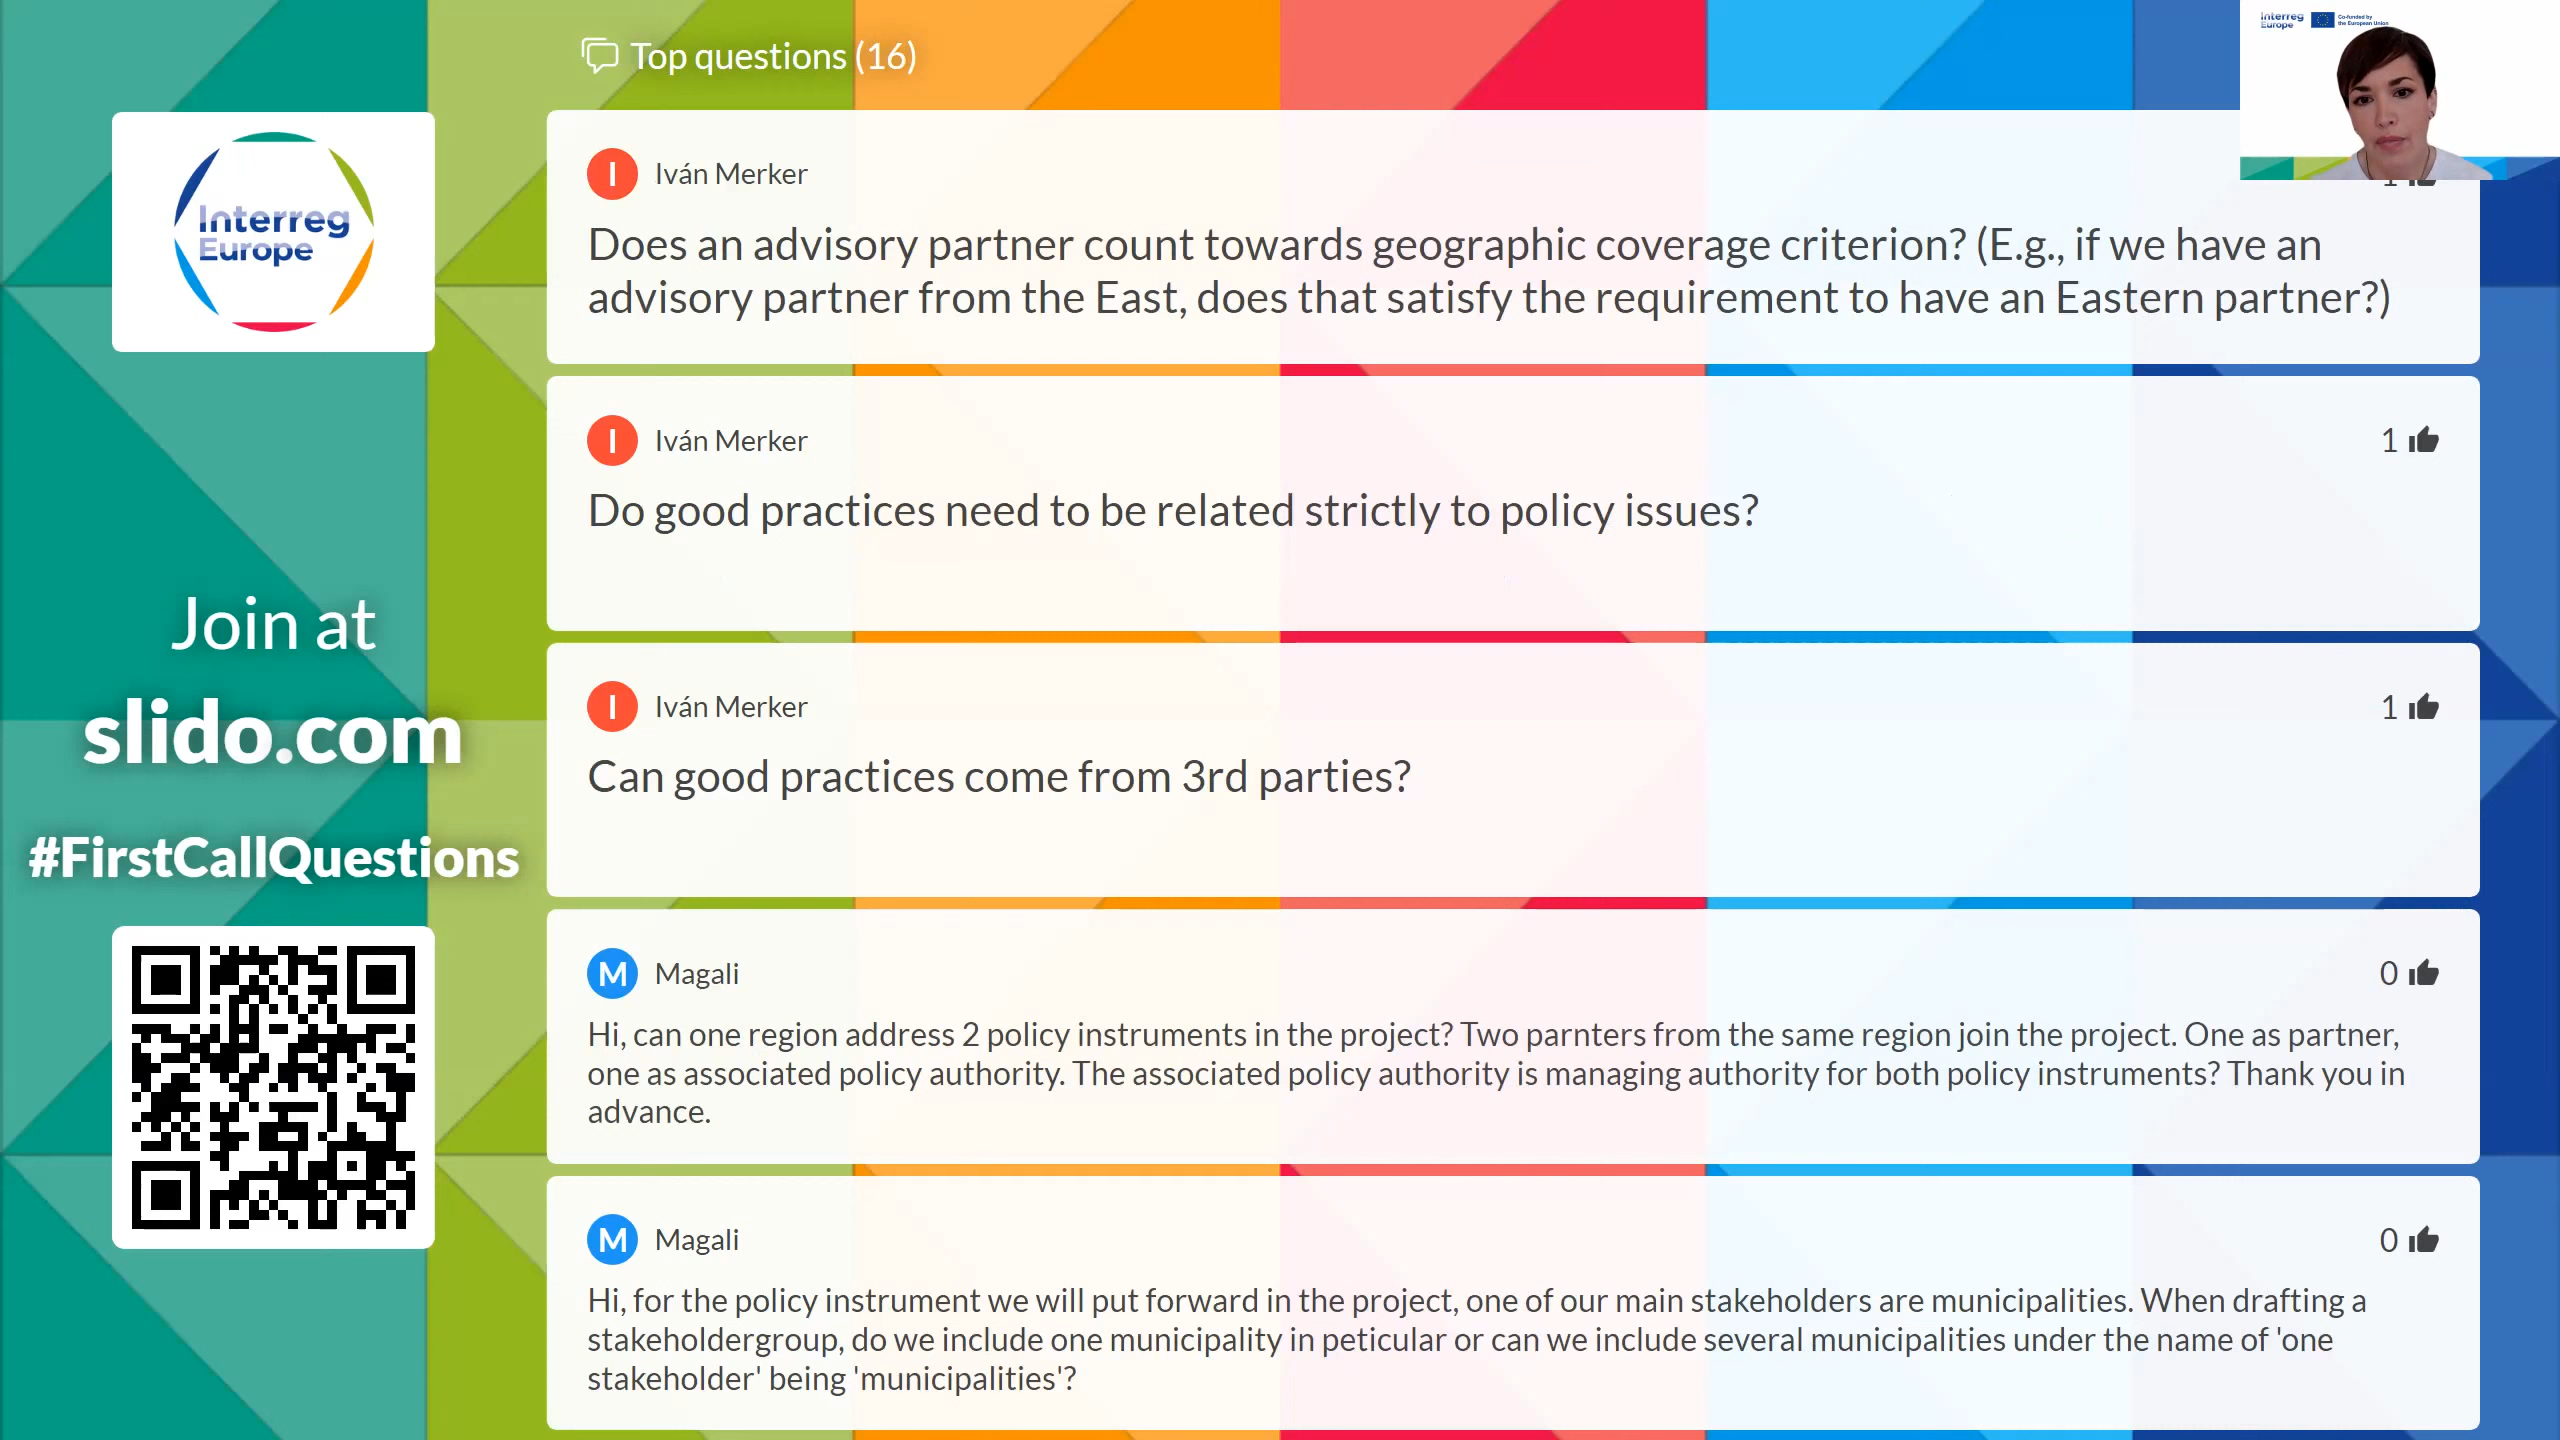 Top questions (16)
Interreg
Europe
Co-funded by
the European Union
I
Iván Merker
Does an advisory partner count towards geographic coverage criterion? (E.g., if we have an
advisory partner from the East, does that satisfy the requirement to have an Eastern partner?)
Interreg
Europe
I
Iván Merker
1
Do good practices need to be related strictly to policy issues?
Join at
slido.com
#FirstCallQuestions
I
Iván Merker
1
Can good practices come from 3rd parties?
M
Magali
0
Hi, can one region address 2 policy instruments in the project? Two parnters from the same region join the project. One as partner,
one as associated policy authority. The associated policy authority is managing authority for both policy instruments? Thank you in
advance.
M
Magali
0
Hi, for the policy instrument we will put forward in the project, one of our main stakeholders are municipalities. When drafting a
stakeholdergroup, do we include one municipality in peticular or can we include several municipalities under the name of 'one
stakeholder' being 'municipalities'?